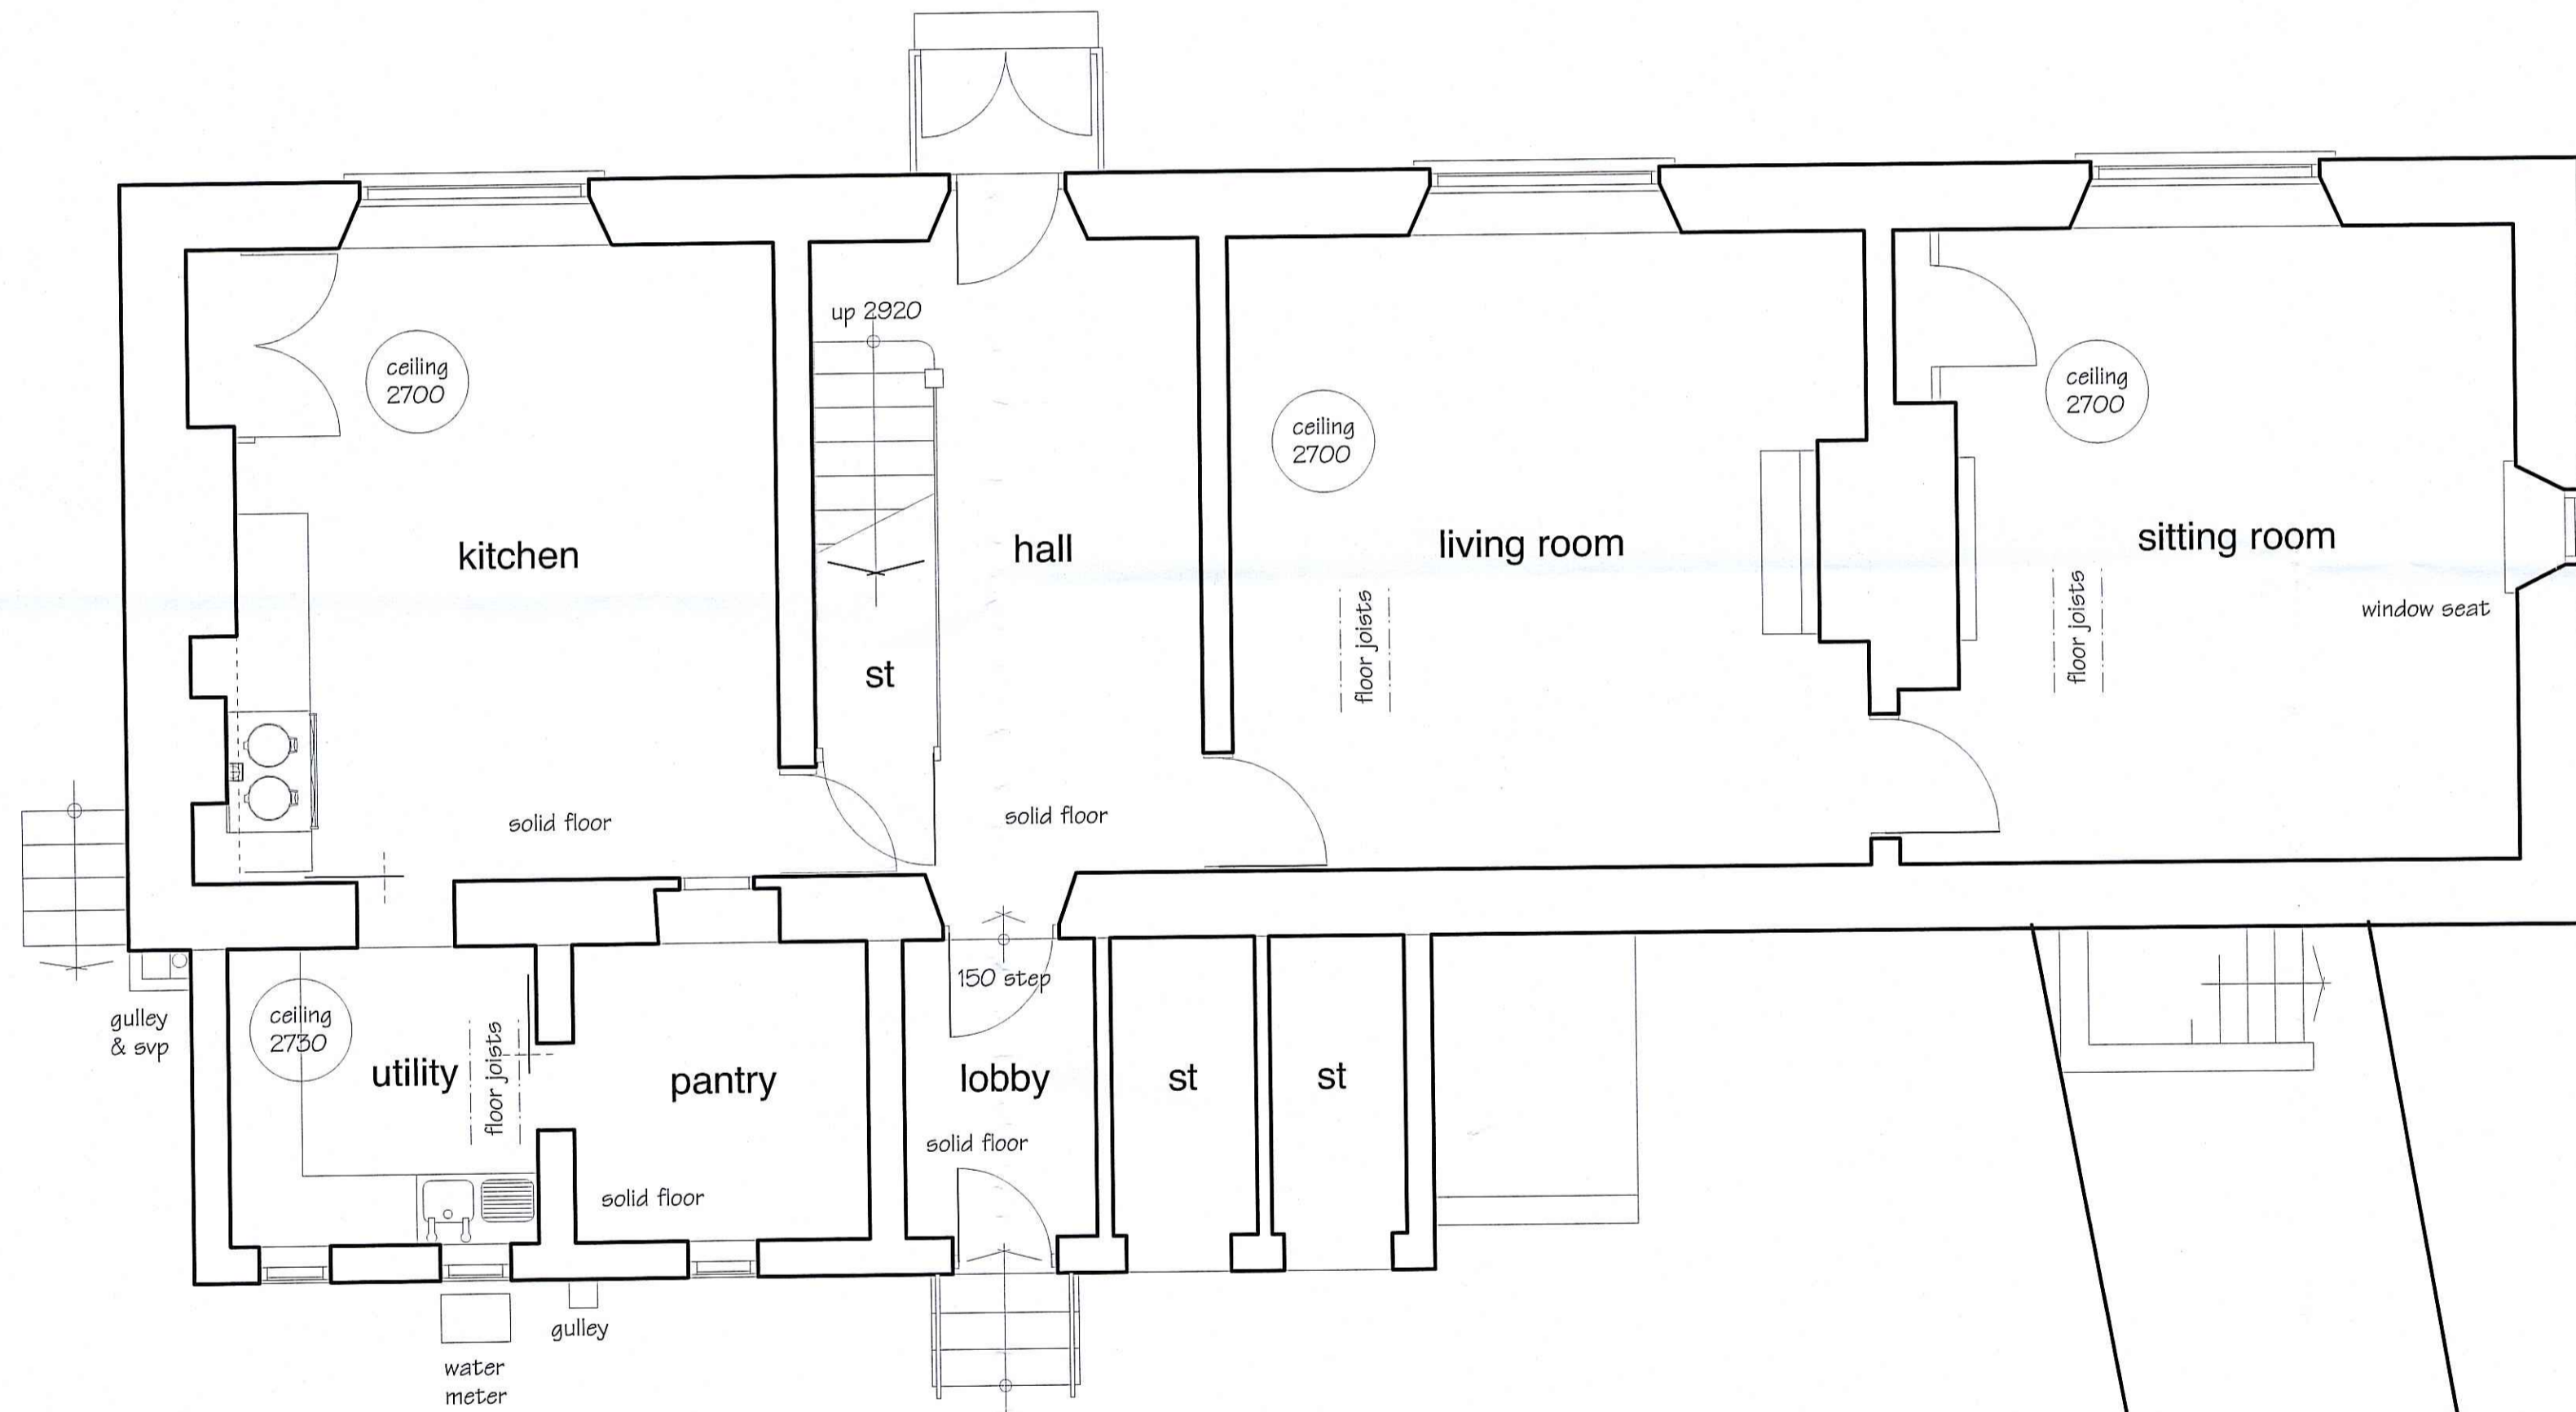 up 2920
ceiling
2700
ceiling
2700
ceiling
2700
kitchen
hall
living room
sitting room
floor joists
floor joists
window seat
st
solid floor
solid floor
150 step
gulley
& svp
ceiling
2730
utility
floor joists
pantry
lobby
st
st
solid floor
solid floor
gulley
water
meter